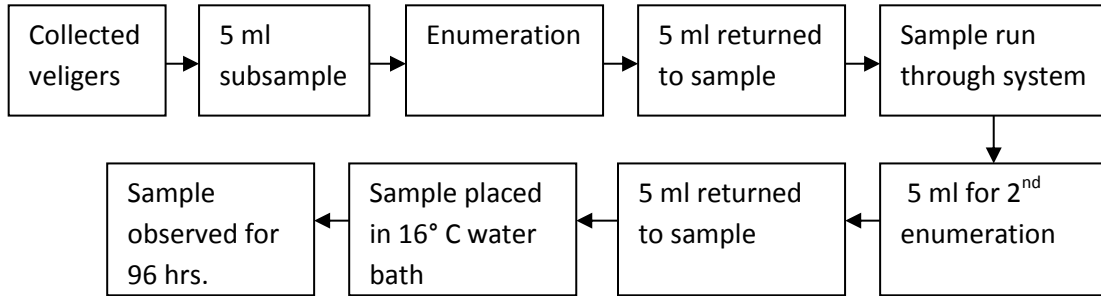 Collected
veligers
5 ml
subsample
Enumeration
5 ml returned
to sample
Sample run
through system
5 ml for 2nd
enumeration
5 ml returned
to sample
Sample placed
in 16° C water
bath
Sample
observed for
96 hrs.